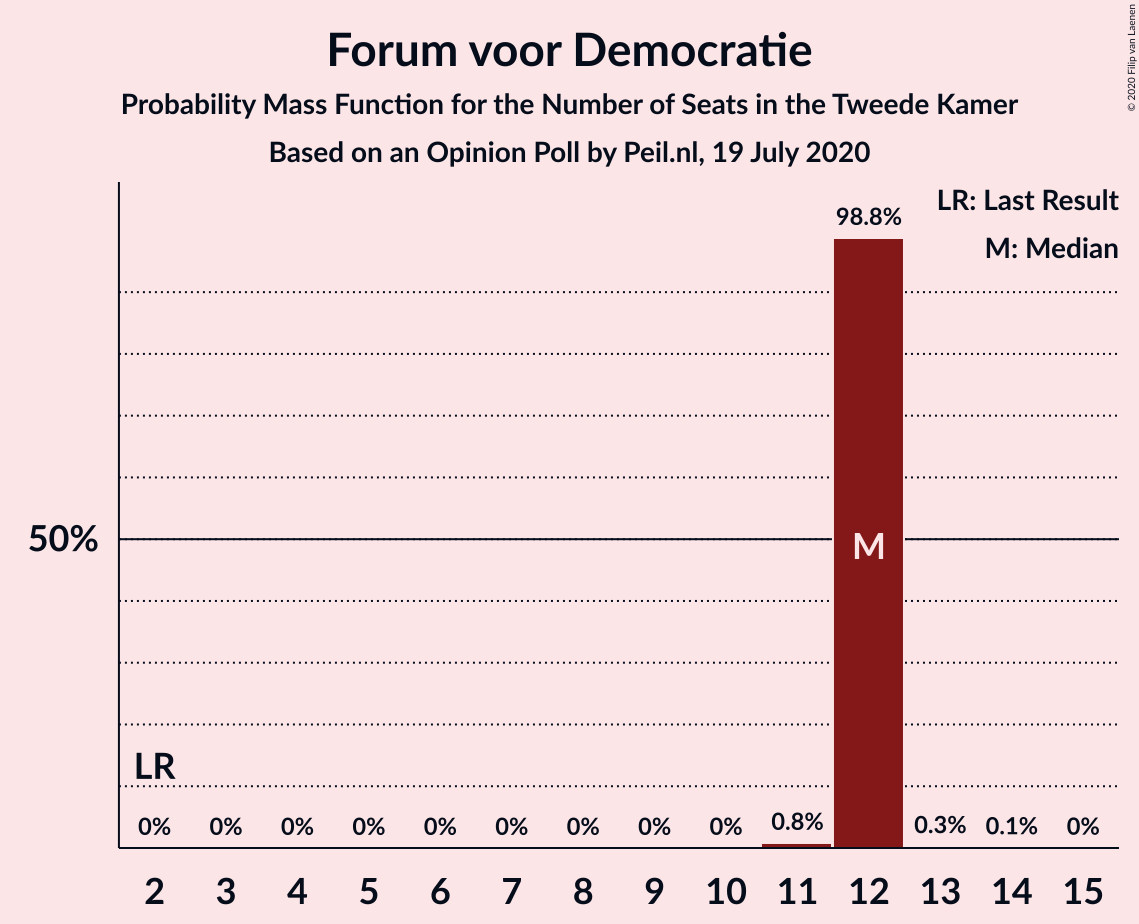 Forum voor Democratie
Probability Mass Function for the Number of Seats in the Tweede Kamer
Based on an Opinion Poll by Peil.nl, 19 July 2020
© 2020 Filip van Laenen
LR: Last Result
M: Median
98.8%
50%
M
LR
0% 0% 0% 0% 0% 0% 0% 0% 0% 0.8% 0.3% 0.1% 0%
2 3 4 5 6 7 8 9 10 11 12 13 14 15